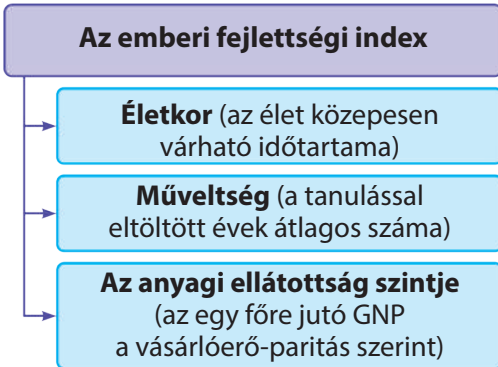 Az emberi fejlettségi index
Életkor (az élet közepesen
várható időtartama)
Műveltség (a tanulással
eltöltött évek átlagos száma)
Az anyagi ellátottság szintje
(az egy főre jutó GNP
a vásárlóerő-paritás szerint)